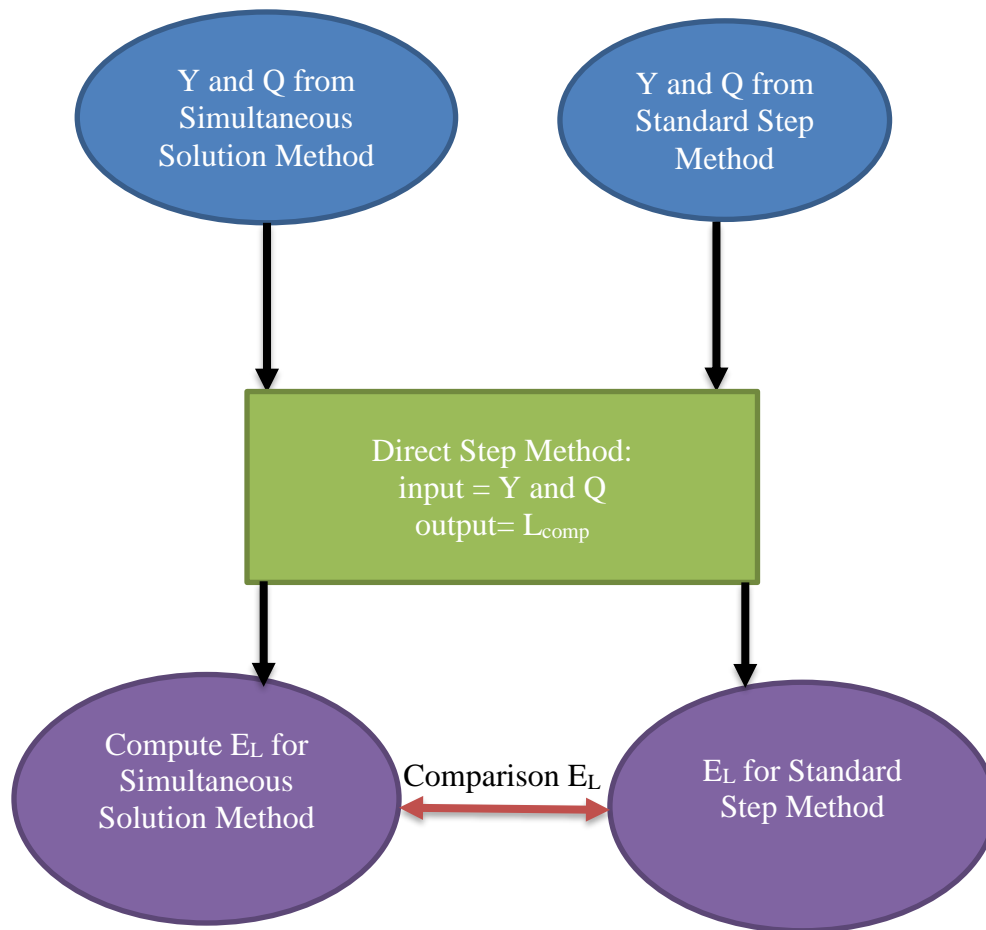 Y and Q from
Simultaneous
Solution Method
Y and Q from
Standard Step
Method
Direct Step Method:
input = Y and Q
output= Lcomp
Compute EL for
Simultaneous
Solution Method
Comparison EL
EL for Standard
Step Method